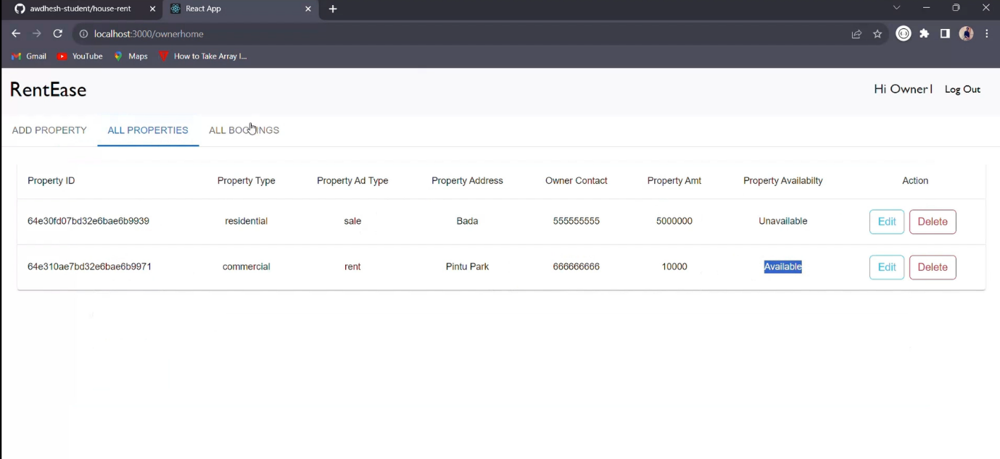 awdhesh-student/house-rent
React App
localhost:3000/ownerhome
Gmail YouTube Maps How to Take Array I...
RentEase
Hi Owner1 Log Out
ADD PROPERTY ALL PROPERTIES ALL BOOKINGS
Property ID Property Type Property Ad Type Property Address Owner Contact Property Amt Property Availabilty Action
64e30fd07bd32e6bae6b9939 residential sale Bada 555555555 5000000 Unavailable Edit Delete
64e310ae7bd32e6bae6b9971 commercial rent Pintu Park 666666666 10000 Available Edit Delete